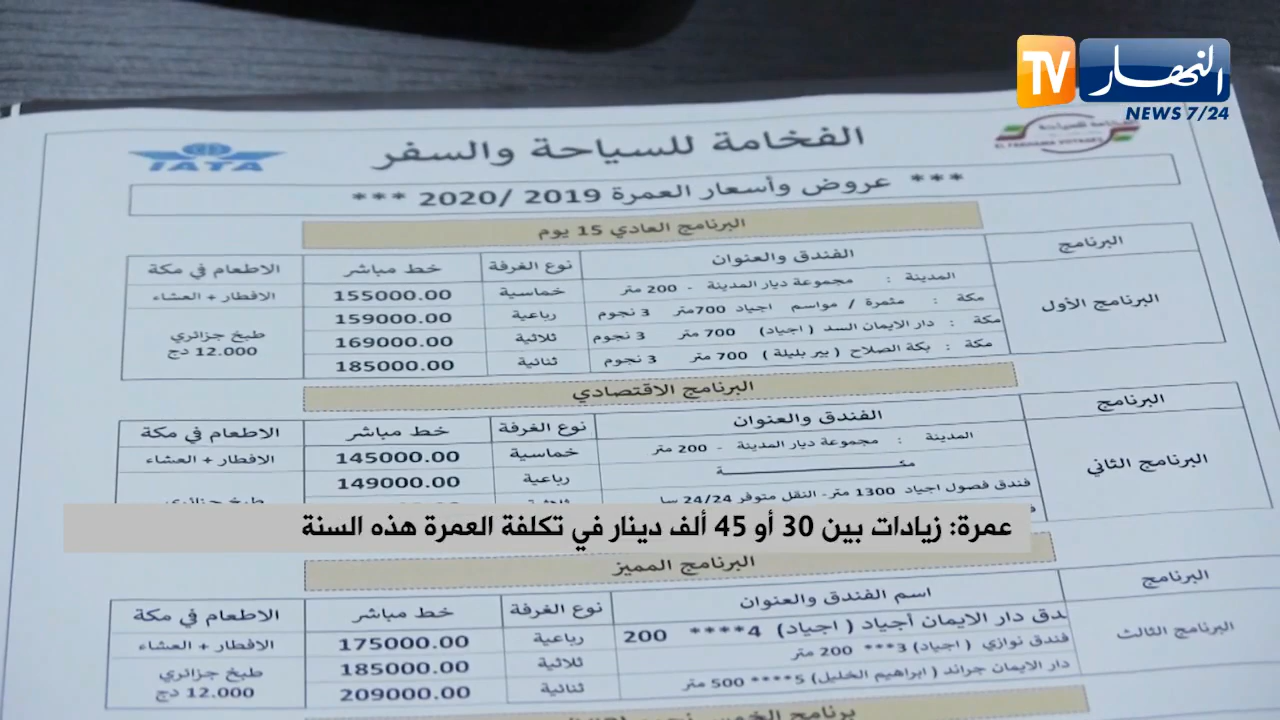 النهار TV
NEWS 7/24
الفخامة للسياحة والسفر
IATA
*** عروض وأسعار العمرة 2019 /2020 ***
البرنامج العادي 15 يوم
البرنامج الفندق والعنوان نوع الغرفة خط مباشر الاطعام في مكة
البرنامج الأول
المدينة : مجموعة ديار المدينة - 200 متر خماسية 155000.00 الافطار + العشاء
مكة : مثمرة / مواسم اجياد 700متر 3 نجوم رباعية 159000.00
مكة : دار الايمان السد ( اجياد) 700 متر 3 نجوم ثلاثية 169000.00 طبخ جزائري
مكة : بكة الصلاح ( بير بليلة ) 700 متر 3 نجوم ثنائية 185000.00 12.000 دج
البرنامج الاقتصادي
البرنامج الفندق والعنوان نوع الغرفة خط مباشر الاطعام في مكة
البرنامج الثاني
المدينة : مجموعة ديار المدينة - 200 متر خماسية 145000.00 الافطار + العشاء
مكـــــــة رباعية 149000.00
فندق فصول اجياد 1300 متر- النقل متوفر 24/24 سا ثلاثية طبخ جزائري
عمرة: زيادات بين 30 أو 45 ألف دينار في تكلفة العمرة هذه السنة
البرنامج المميز
البرنامج اسم الفندق والعنوان نوع الغرفة خط مباشر الاطعام في مكة
البرنامج الثالث
دق دار الايمان أجياد ( اجياد) 4**** 200 رباعية 175000.00 الافطار + العشاء
فندق نوازي ( اجياد) 3*** 200 متر ثلاثية 185000.00 طبخ جزائري
دار الايمان جراند ( ابراهيم الخليل) 5**** 500 متر ثنائية 209000.00 12.000 دج
برنامج الخمس نجوم